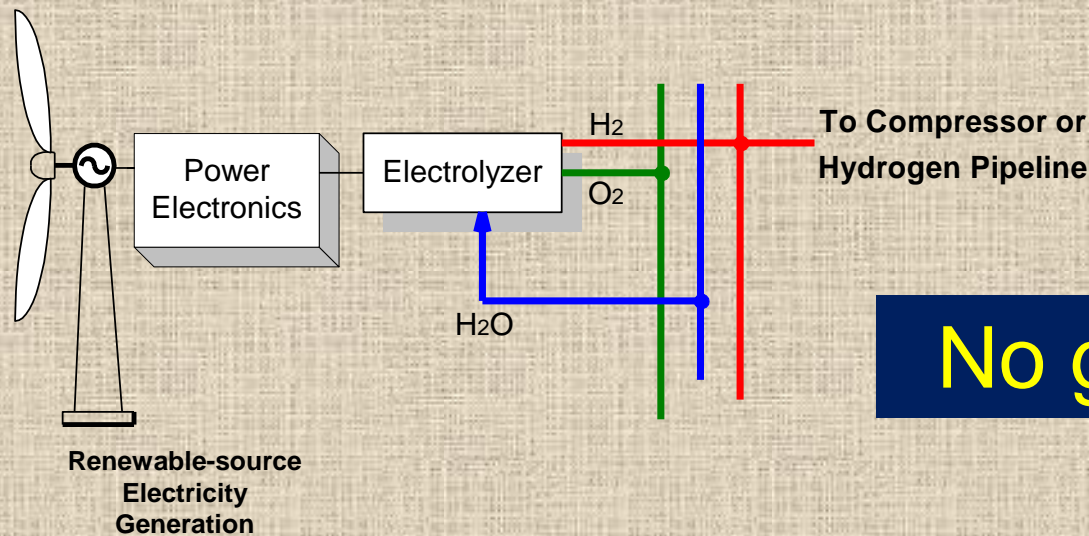 H2
To Compressor or
Hydrogen Pipeline
Power
Electronics
Electrolyzer
O2
H2O
No
Renewable-source
Electricity
Generation